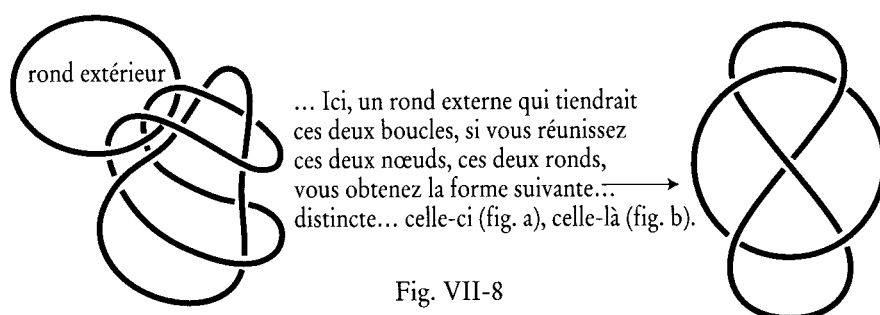 rond extérieur
… Ici, un rond externe qui tiendrait
ces deux boucles, si vous réunissez
ces deux nœuds, ces deux ronds,
vous obtenez la forme suivante…
distincte… celle-ci (fig. a), celle-là (fig. b).
Fig. VII-8